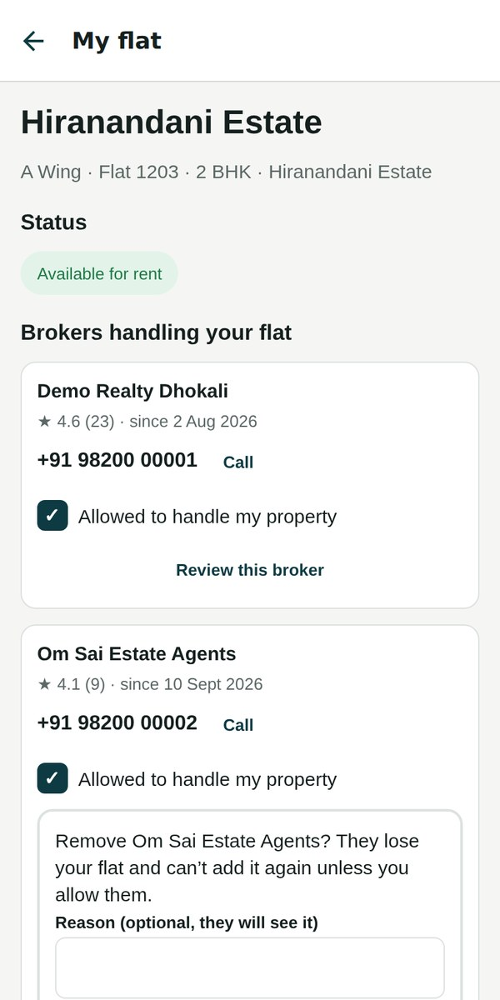 My flat
Hiranandani Estate
A Wing · Flat 1203 · 2 BHK · Hiranandani Estate
Status
Available for rent
Brokers handling your flat
Demo Realty Dhokali
★ 4.6 (23) · since 2 Aug 2026
+91 98200 00001 Call
Allowed to handle my property
Review this broker
Om Sai Estate Agents
★ 4.1 (9) · since 10 Sept 2026
+91 98200 00002 Call
Allowed to handle my property
Remove Om Sai Estate Agents? They lose
your flat and can’t add it again unless you
allow them.
Reason (optional, they will see it)